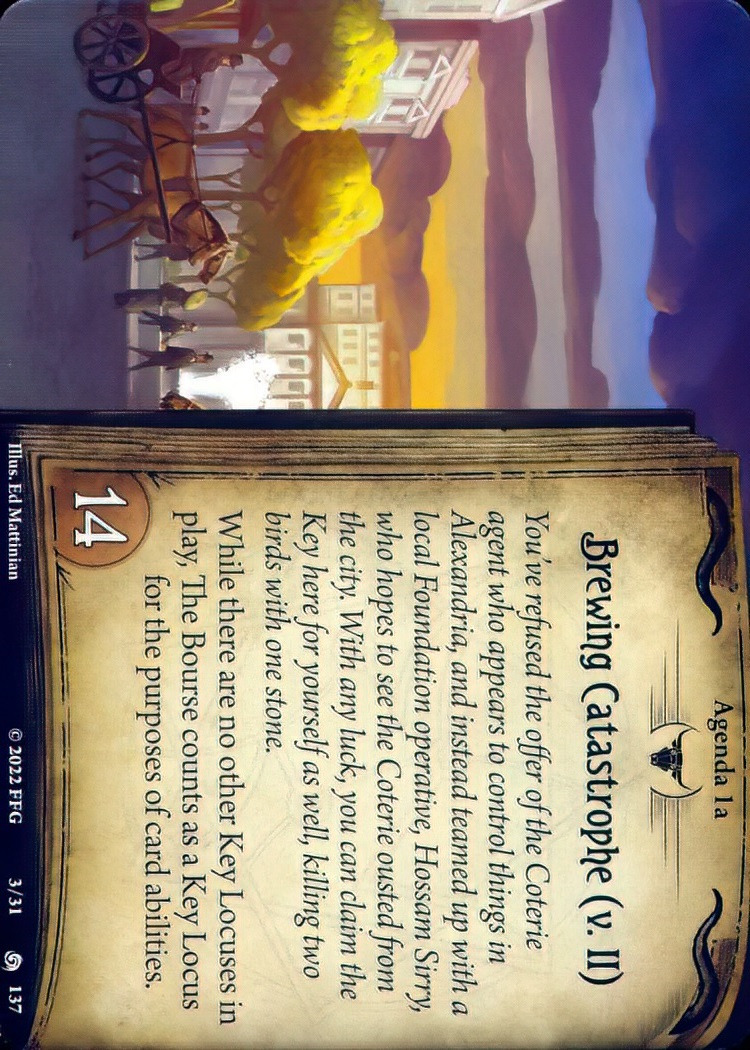 Agenda 1a
Brewing Catastrophe (v. II)
You've refused the offer of the Coterie
agent who appears to control things in
Alexandria, and instead teamed up with a
local Foundation operative, Hossam Sirry,
who hopes to see the Coterie ousted from
the city. With any luck, you can claim the
Key here for yourself as well, killing two
birds with one stone.
While there are no other Key Locuses in
play, The Bourse counts as a Key Locus
for the purposes of card abilities.
14
Illus. Ed Mattinian
© 2022 FFG
3/31
137